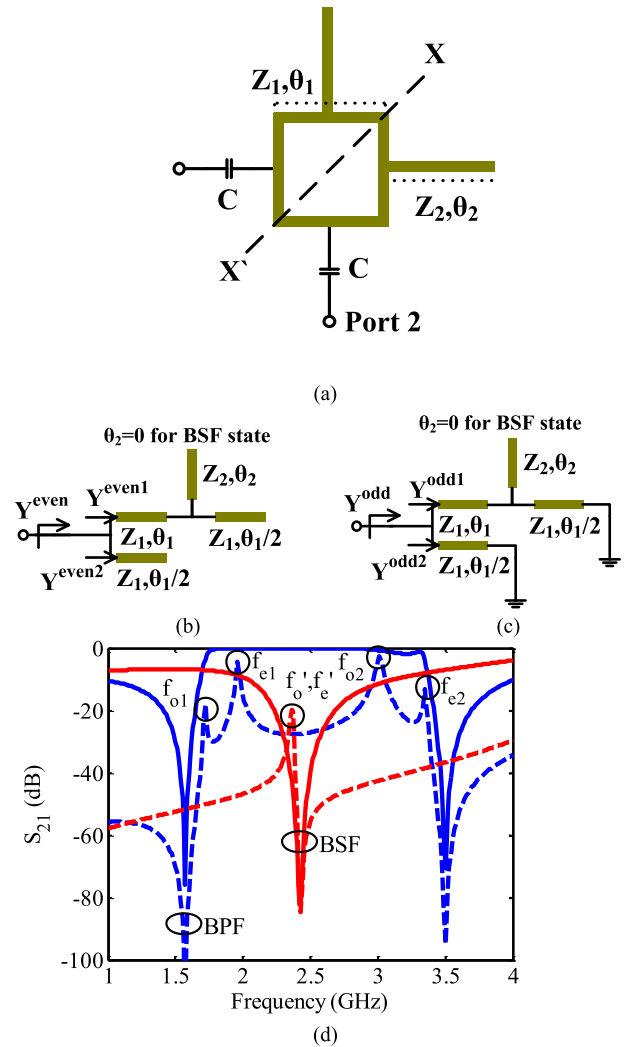 X
Z₁,θ₁
C
Z₂,θ₂
X`
C
Port 2
(a)
θ₂=0 for BSF state
Z₂,θ₂
Yᵉᵛᵉⁿ
Yᵉᵛᵉⁿ¹
Z₁,θ₁
Z₁,θ₁/2
Yᵉᵛᵉⁿ²
Z₁,θ₁/2
(b)
θ₂=0 for BSF state
Z₂,θ₂
Yᵒᵈᵈ
Yᵒᵈᵈ¹
Z₁,θ₁
Z₁,θ₁/2
Yᵒᵈᵈ²
Z₁,θ₁/2
(c)
0
-20
-40
-60
-80
-100
S₂₁ (dB)
fₒ₁
fₑ₁
fₒ',fₑ'
fₒ₂
fₑ₂
BSF
BPF
1 1.5 2 2.5 3 3.5 4
Frequency (GHz)
(d)